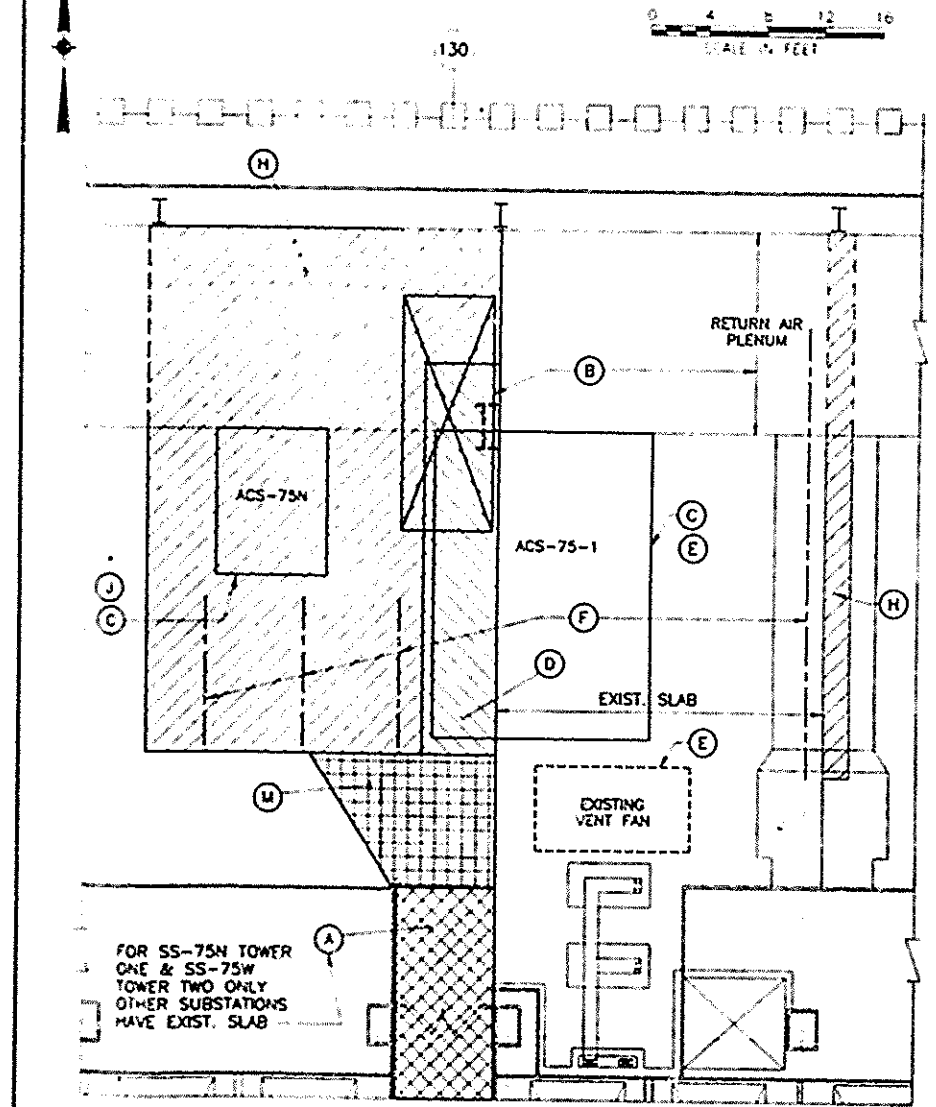 0 4 8 12 16
SCALE IN FEET
130
H
RETURN AIR
PLENUM
B
ACS-75N
ACS-75-1
C
E
J
C
F
H
D
EXIST. SLAB
E
M
EXISTING
VENT FAN
A
FOR SS-75N TOWER
ONE & SS-75W
TOWER TWO ONLY
OTHER SUBSTATIONS
HAVE EXIST. SLAB